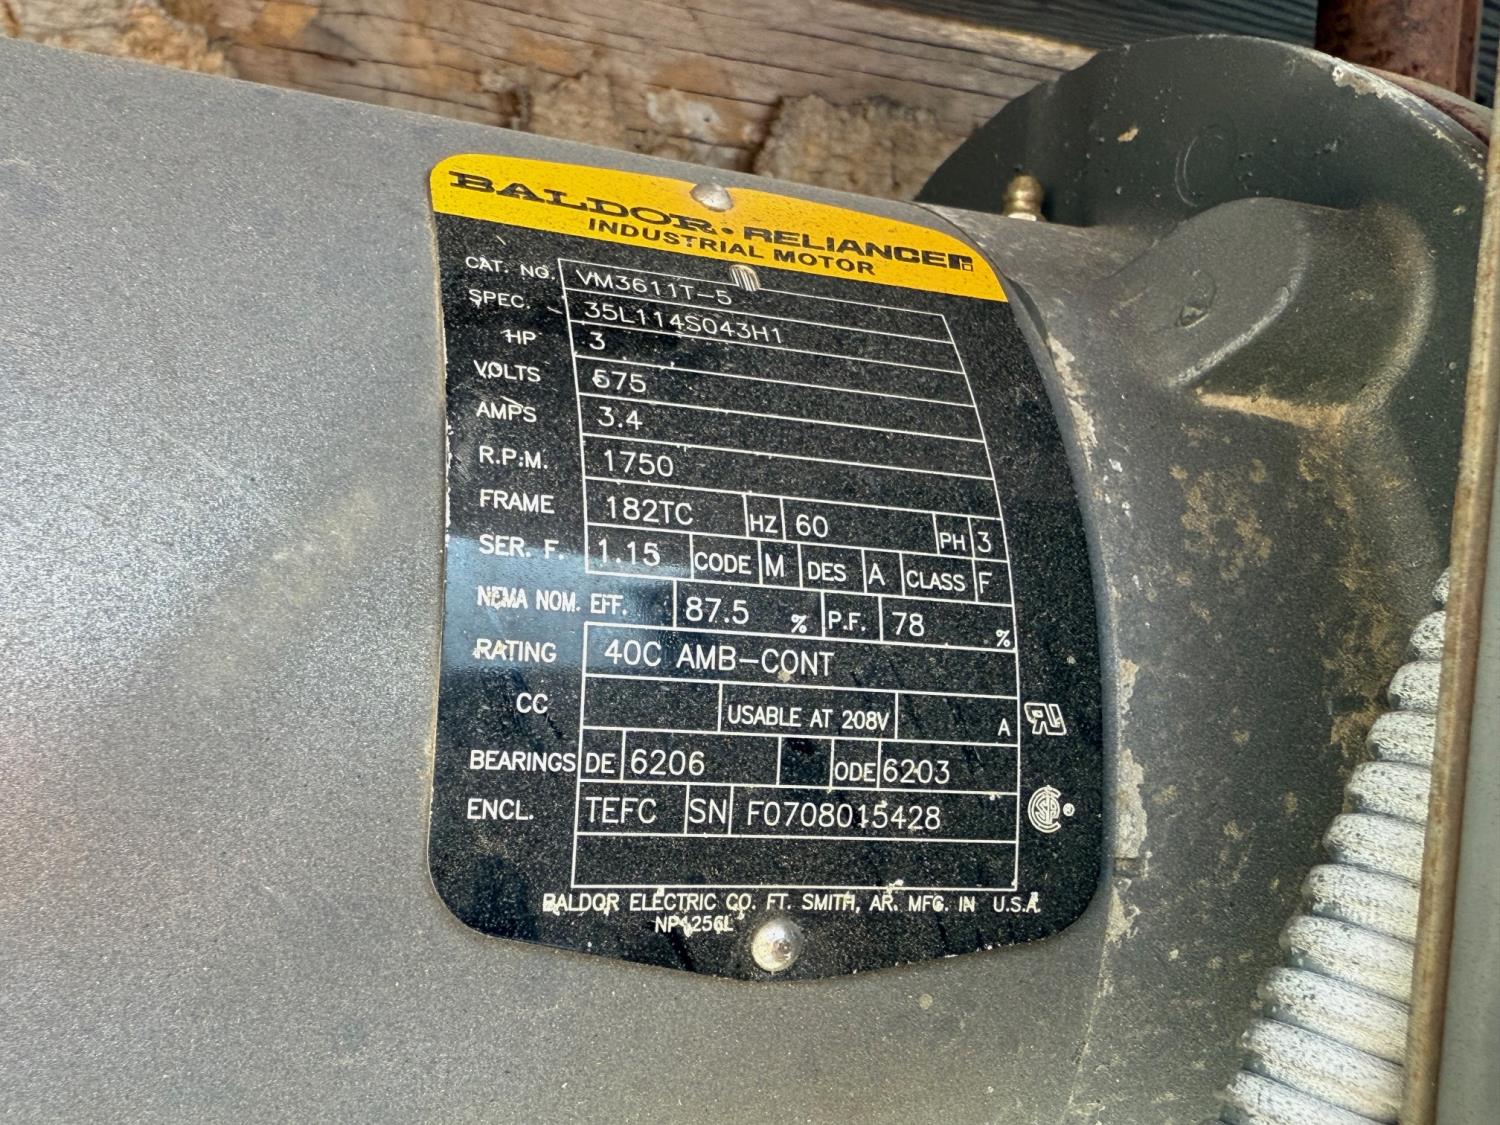 BALDOR • RELIANCER
INDUSTRIAL MOTOR
CAT. NO. VM3611T-5
SPEC. 35L114S043H1
HP 3
VOLTS 575
AMPS 3.4
R.P.M. 1750
FRAME 182TC HZ 60 PH 3
SER. F. 1.15 CODE M DES A CLASS F
NEMA NOM. EFF. 87.5 % P.F. 78 %
RATING 40C AMB-CONT
CC USABLE AT 208V A
BEARINGS DE 6206 ODE 6203
ENCL. TEFC SN F0708015428
BALDOR ELECTRIC CO. FT. SMITH, AR. MFG. IN U.S.A.
NP1256L